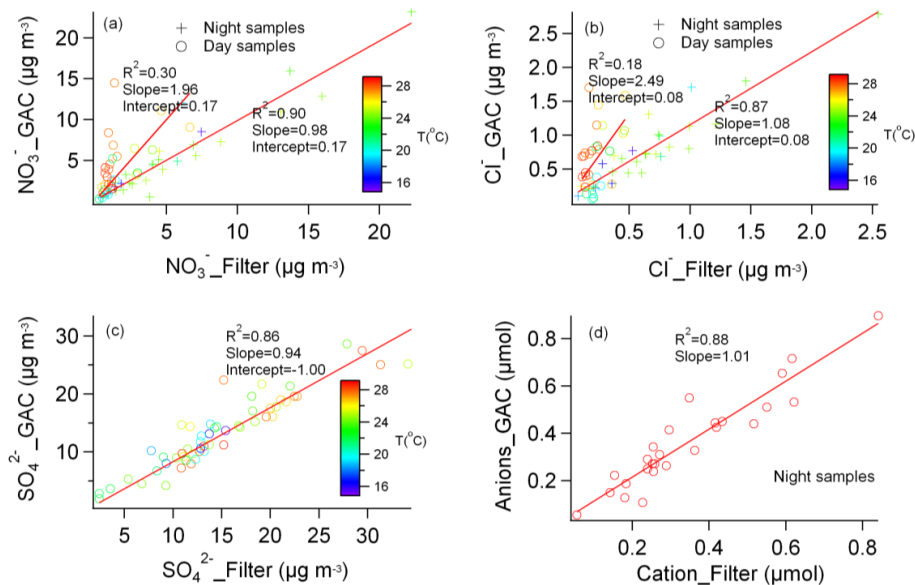 (a)
+ Night samples
○ Day samples
R²=0.30
Slope=1.96
Intercept=0.17
R²=0.90
Slope=0.98
Intercept=0.17
NO₃⁻_GAC (µg m⁻³)
20
15
10
5
5
10
15
20
NO₃⁻_Filter (µg m⁻³)
28
24
20
16
T(°C)
(b)
+ Night samples
○ Day samples
R²=0.18
Slope=2.49
Intercept=0.08
R²=0.87
Slope=1.08
Intercept=0.08
Cl⁻_GAC (µg m⁻³)
2.5
2.0
1.5
1.0
0.5
0.5
1.0
1.5
2.0
2.5
Cl⁻_Filter (µg m⁻³)
28
24
20
16
T(°C)
(c)
R²=0.86
Slope=0.94
Intercept=-1.00
SO₄²⁻_GAC (µg m⁻³)
30
20
10
5
10
15
20
25
30
SO₄²⁻_Filter (µg m⁻³)
28
24
20
16
T(°C)
(d)
R²=0.88
Slope=1.01
Night samples
Anions_GAC (µmol)
0.8
0.6
0.4
0.2
0.2
0.4
0.6
0.8
Cation_Filter (µmol)